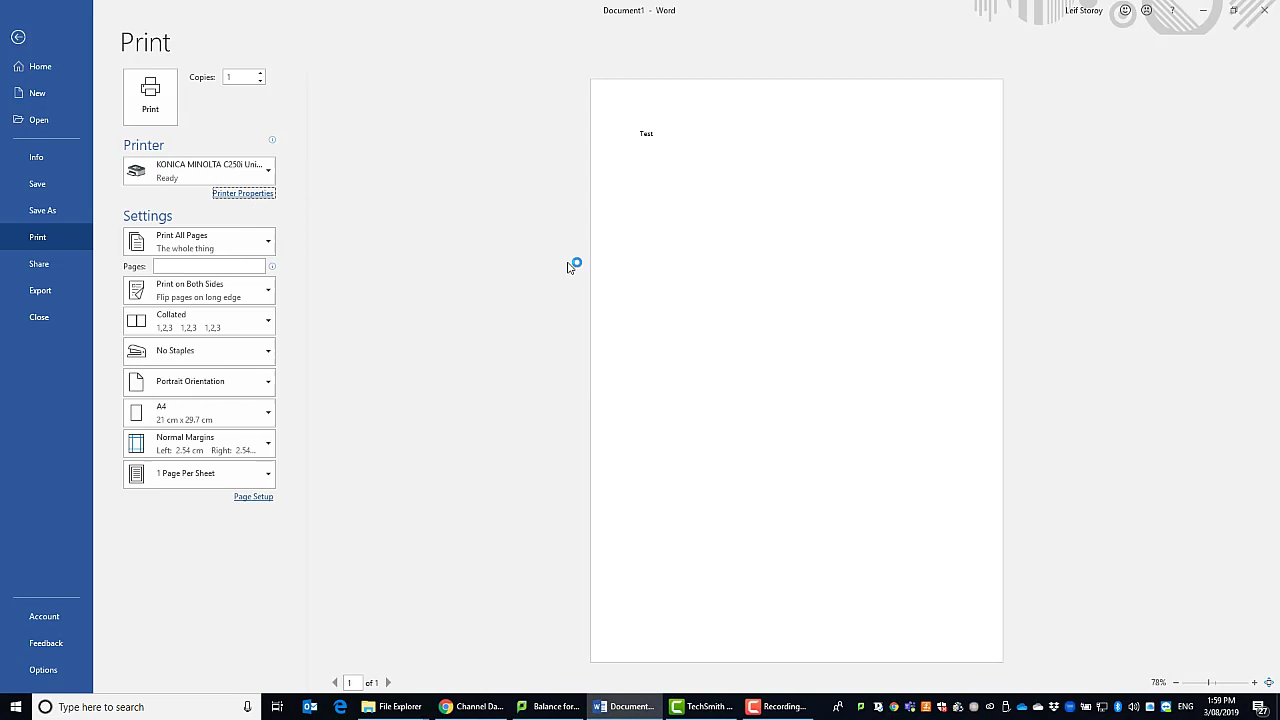 Document1 - Word
Leif Storoy
?
Print
Home
New
Open
Info
Save
Save As
Print
Share
Export
Close
Account
Feedback
Options
Print
Copies: 1
Printer
KONICA MINOLTA C250i Uni...
Ready
Printer Properties
Settings
Print All Pages
The whole thing
Pages:
Print on Both Sides
Flip pages on long edge
Collated
1,2,3 1,2,3 1,2,3
No Staples
Portrait Orientation
A4
21 cm x 29.7 cm
Normal Margins
Left: 2.54 cm Right: 2.54...
1 Page Per Sheet
Page Setup
Test
1 of 1
78%
Type here to search
File Explorer
Channel Da...
Balance for...
Document...
TechSmith ...
Recording...
ENG
1:59 PM
3/08/2019